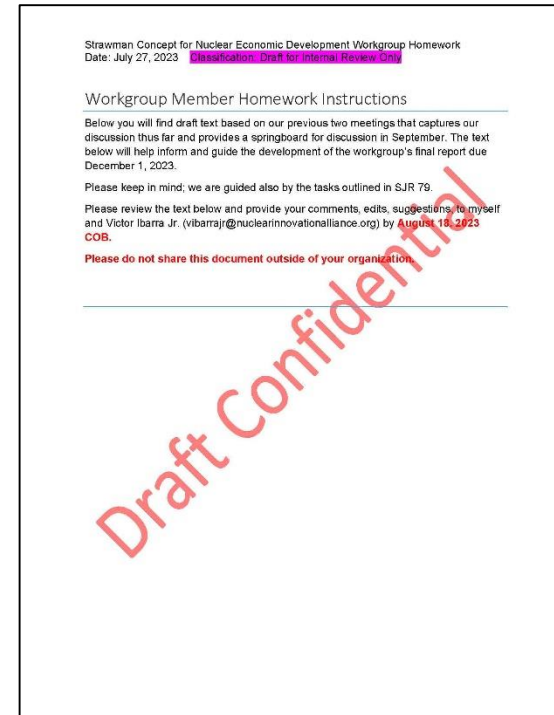 Strawman Concept for Nuclear Economic Development Workgroup Homework
Date: July 27, 2023 Classification: Draft for Internal Review Only
Workgroup Member Homework Instructions
Below you will find draft text based on our previous two meetings that captures our
discussion thus far and provides a springboard for discussion in September. The text
below will help inform and guide the development of the workgroup's final report due
December 1, 2023.
Please keep in mind; we are guided also by the tasks outlined in SJR 79.
Please review the text below and provide your comments, edits, suggestions, to myself
and Victor Ibarra Jr. (vibarrajr@nuclearinnovationalliance.org) by August 18, 2023
COB.
Please do not share this document outside of your organization.
Draft Confidential